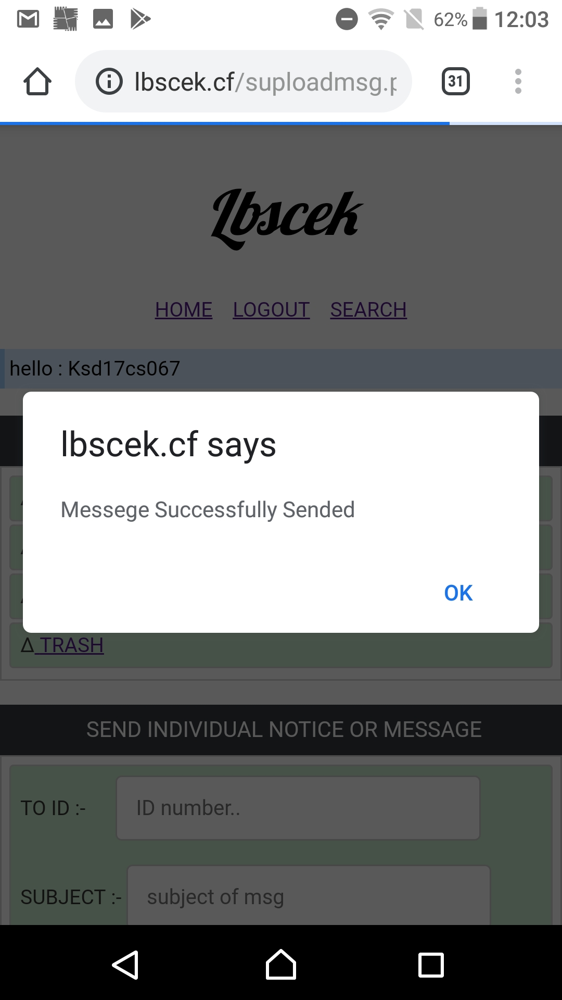 62% 12:03
lbscek.cf/suploadmsg.p
31
Lbscek
HOME LOGOUT SEARCH
hello : Ksd17cs067
lbscek.cf says
Messege Successfully Sended
OK
Δ TRASH
SEND INDIVIDUAL NOTICE OR MESSAGE
TO ID :- ID number..
SUBJECT :- subject of msg